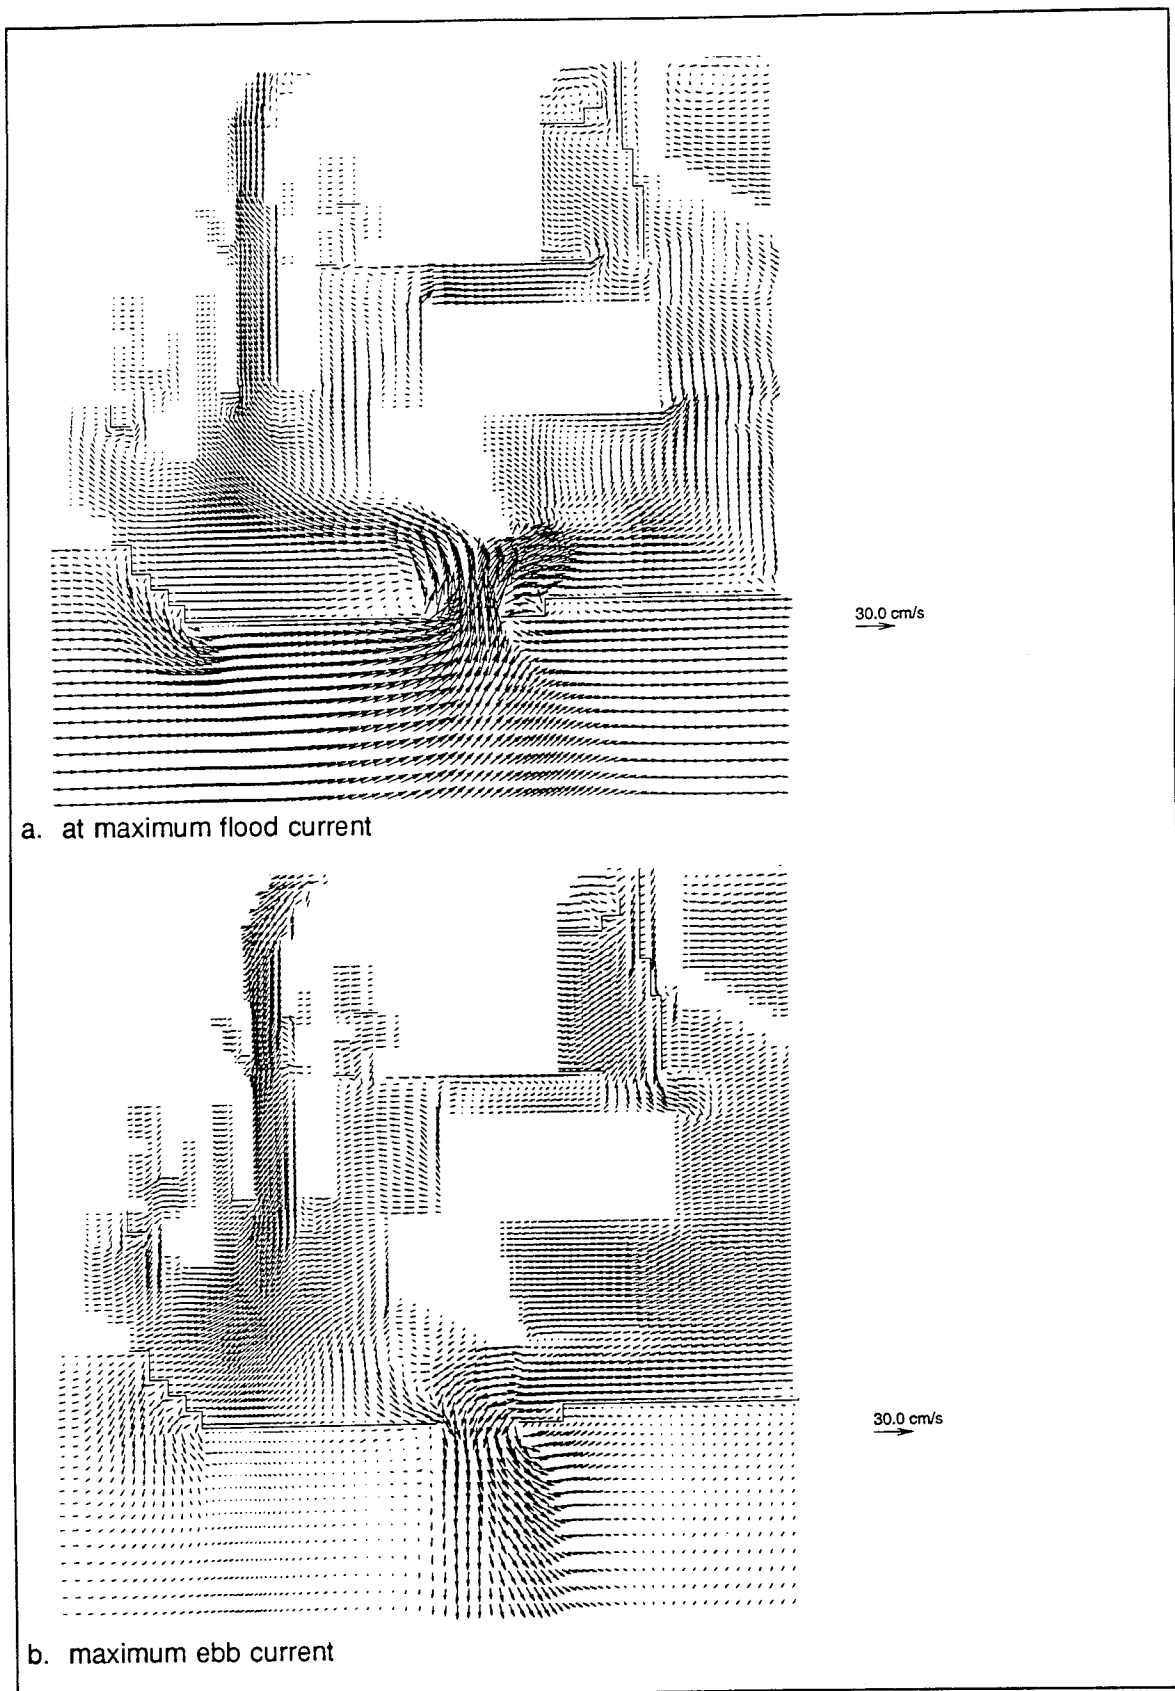 30.0 cm/s
a. at maximum flood current
30.0 cm/s
b. maximum ebb current